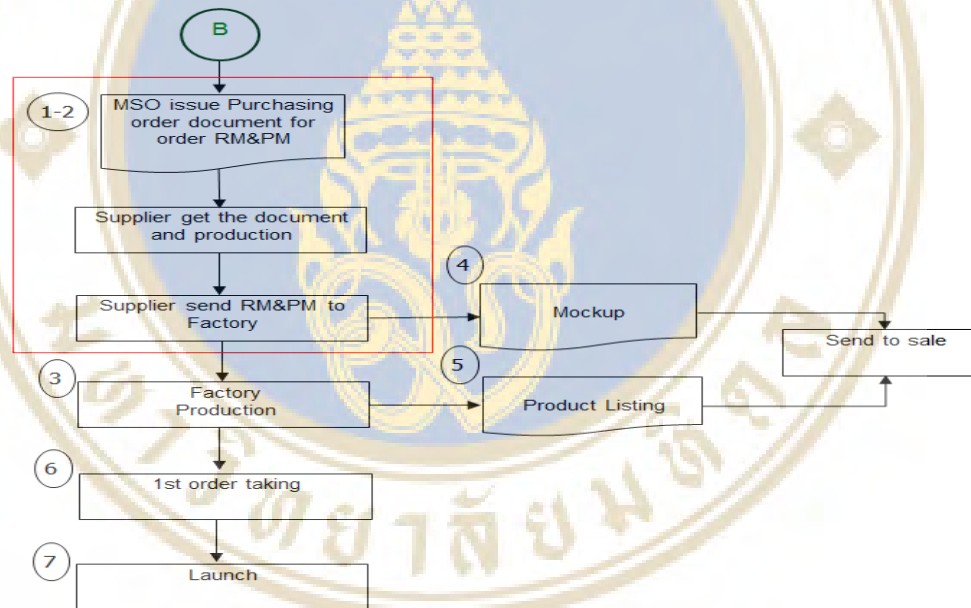 B
1-2
MSO issue Purchasing
order document for
order RM&PM
Supplier get the document
and production
Supplier send RM&PM to
Factory
4
Mockup
Send to sale
3
Factory
Production
5
Product Listing
6
1st order taking
7
Launch